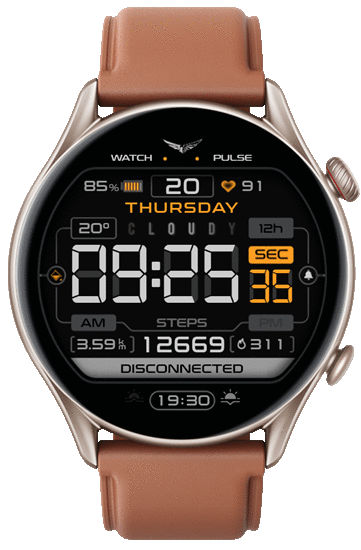 WATCH • • PULSE
85% 20 91
THURSDAY
20° CLOUDY 12h
09:25 SEC 35
AM STEPS PM
3.59 km 12669 311
DISCONNECTED
19:30